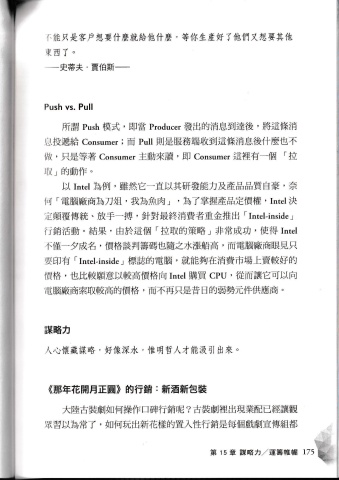 不能只是客戶想要什麼就給他什麼，等你生產好了他們又想要其他
東西了。
——史蒂夫．賈伯斯——
Push vs. Pull
所謂 Push 模式，即當 Producer 發出的消息到達後，將這條消
息投遞給 Consumer；而 Pull 則是服務端收到這條消息後什麼也不
做，只是等著 Consumer 主動來讀，即 Consumer 這裡有一個「拉
取」的動作。
以 Intel 為例，雖然它一直以其研發能力及產品品質自豪，奈
何「電腦廠商為刀俎，我為魚肉」，為了掌握產品定價權，Intel 決
定顛覆傳統、放手一搏，針對最終消費者重金推出「Intel-inside」
行銷活動。結果，由於這個「拉取的策略」非常成功，使得 Intel
不僅一夕成名，價格談判籌碼也隨之水漲船高，而電腦廠商眼見只
要印有「Intel-inside」標誌的電腦，就能夠在消費市場上賣較好的
價格，也比較願意以較高價格向 Intel 購買 CPU，從而讓它可以向
電腦廠商索取較高的價格，而不再只是昔日的弱勢元件供應商。
謀略力
人心懷藏謀略，好像深水，惟明哲人才能汲引出來。
《那年花開月正圓》的行銷：新酒新包裝
大陸古裝劇如何操作口碑行銷呢？古裝劇裡出現業配已經讓觀
眾習以為常了，如何玩出新花樣的置入性行銷是每個戲劇宣傳組都
第 15 章 謀略力／運籌帷幄 175